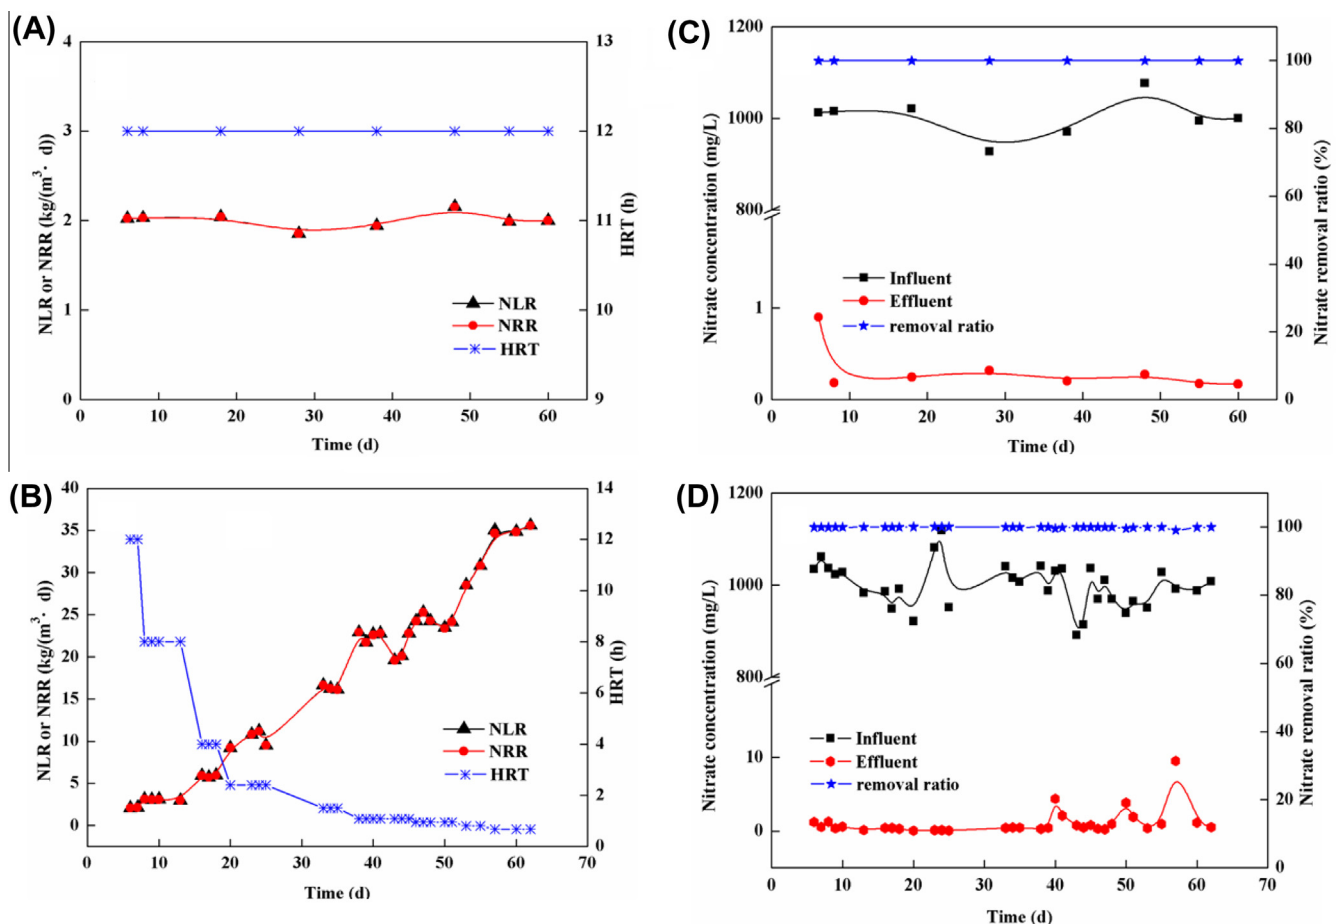 (A)
4
3
2
1
0
NLR or NRR (kg/(m³· d))
13
12
11
10
9
HRT (h)
NLR
NRR
HRT
0 10 20 30 40 50 60
Time (d)
(C)
1200
1000
800
1
0
Nitrate concentration (mg/L)
100
80
60
40
20
0
Nitrate removal ratio (%)
Influent
Effluent
removal ratio
0 10 20 30 40 50 60
Time (d)
(B)
40
35
30
25
20
15
10
5
0
NLR or NRR (kg/(m³· d))
14
12
10
8
6
4
2
0
HRT (h)
NLR
NRR
HRT
0 10 20 30 40 50 60 70
Time (d)
(D)
1200
1000
800
10
0
Nitrate concentration (mg/L)
100
80
60
40
20
0
Nitrate removal ratio (%)
Influent
Effluent
removal ratio
0 10 20 30 40 50 60 70
Time (d)